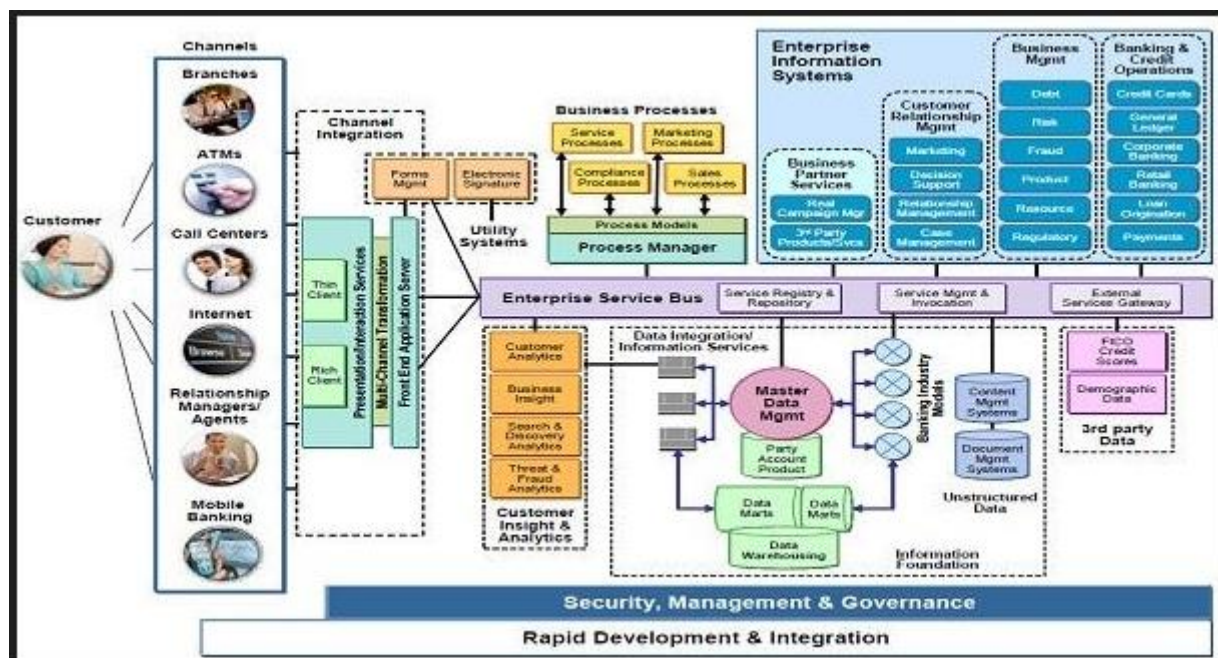 Channels
Branches
ATMs
Call Centers
Internet
Relationship
Managers/
Agents
Mobile
Banking
Customer
Channel
Integration
Thin
Client
Rich
Client
Presentation/Interaction Services
Multi-Channel Transformation
Front End Application Server
Forms
Mgmt
Electronic
Signature
Utility
Systems
Business Processes
Service
Processes
Marketing
Processes
Compliance
Processes
Sales
Processes
Process Models
Process Manager
Enterprise
Information
Systems
Business
Partner
Services
Real
Campaign Mgr
3rd Party
Products/Svcs
Customer
Relationship
Mgmt
Marketing
Decision
Support
Relationship
Management
Case
Management
Business
Mgmt
Debt
Risk
Fraud
Product
Resource
Regulatory
Banking &
Credit
Operations
Credit Cards
General
Ledger
Corporate
Banking
Retail
Banking
Loan
Origination
Payments
Enterprise Service Bus
Service Registry &
Repository
Service Mgmt &
Invocation
External
Services Gateway
Customer
Analytics
Business
Insight
Search &
Discovery
Analytics
Threat &
Fraud
Analytics
Customer
Insight &
Analytics
Data Integration/
Information Services
Master
Data
Mgmt
Party
Account
Product
Data
Marts
Data
Marts
Data
Warehousing
Banking Industry
Models
Content
Mgmt
Systems
Document
Mgmt
Systems
Unstructured
Data
Information
Foundation
FICO
Credit
Scores
Demographic
Data
3rd party
Data
Security, Management & Governance
Rapid Development & Integration